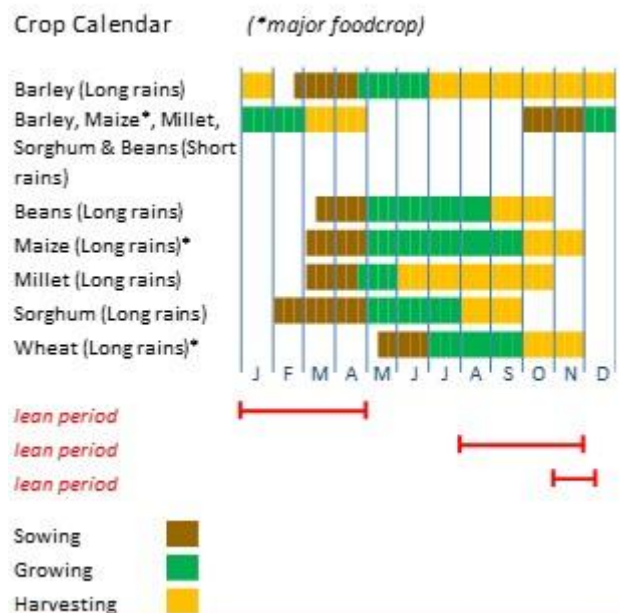 Crop Calendar (*major foodcrop)
Barley (Long rains)
Barley, Maize*, Millet,
Sorghum & Beans (Short
rains)
Beans (Long rains)
Maize (Long rains)*
Millet (Long rains)
Sorghum (Long rains)
Wheat (Long rains)*
J F M A M J J A S O N D
lean period
lean period
lean period
Sowing
Growing
Harvesting